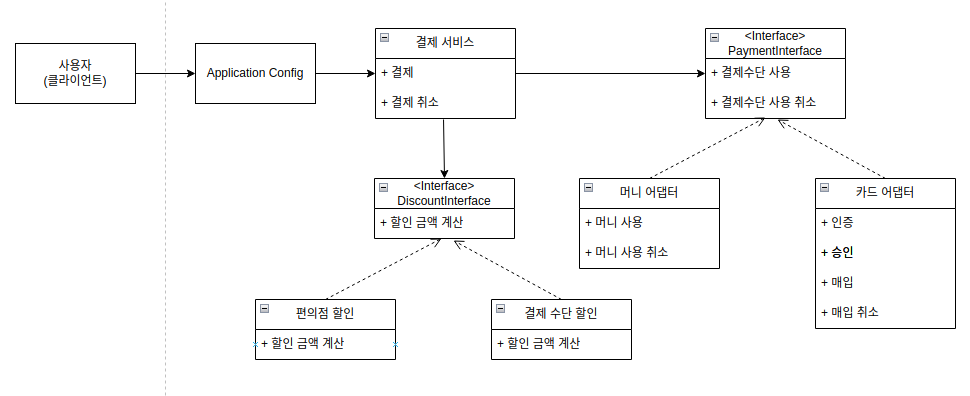 사용자
(클라이언트)
Application Config
결제 서비스
+ 결제
+ 결제 취소
<Interface>
PaymentInterface
+ 결제수단 사용
+ 결제수단 사용 취소
<Interface>
DiscountInterface
+ 할인 금액 계산
머니 어댑터
+ 머니 사용
+ 머니 사용 취소
카드 어댑터
+ 인증
+ 승인
+ 매입
+ 매입 취소
편의점 할인
+ 할인 금액 계산
결제 수단 할인
+ 할인 금액 계산